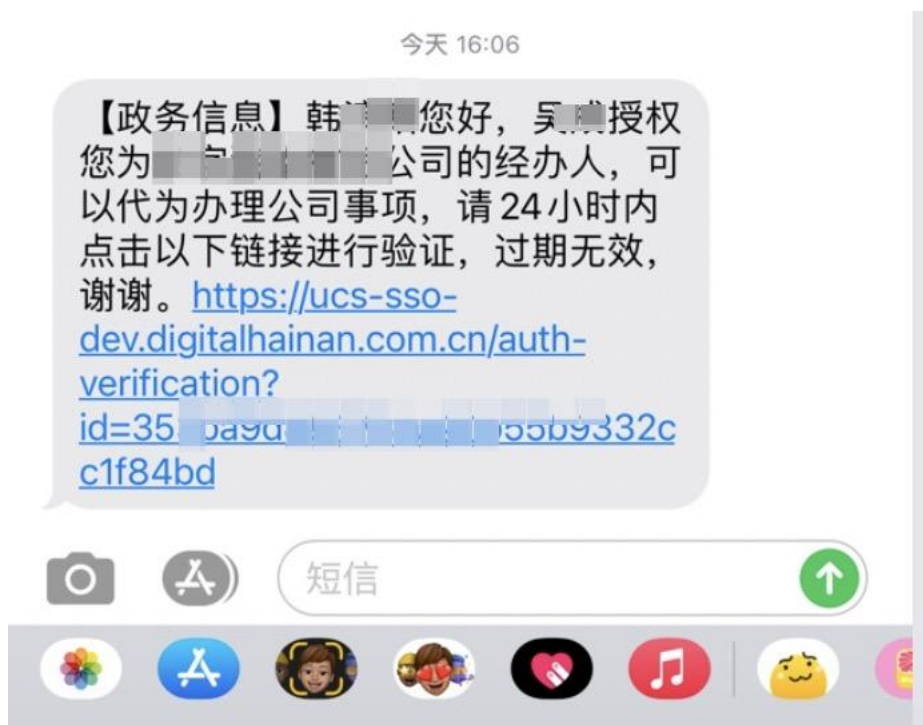 今天 16:06
【政务信息】韩 您好，吴 授权
您为 公司的经办人，可
以代为办理公司事项，请24小时内
点击以下链接进行验证，过期无效，
谢谢。https://ucs-sso-
dev.digitalhainan.com.cn/auth-
verification?
id=35 ba9d 55b9332c
c1f84bd
短信